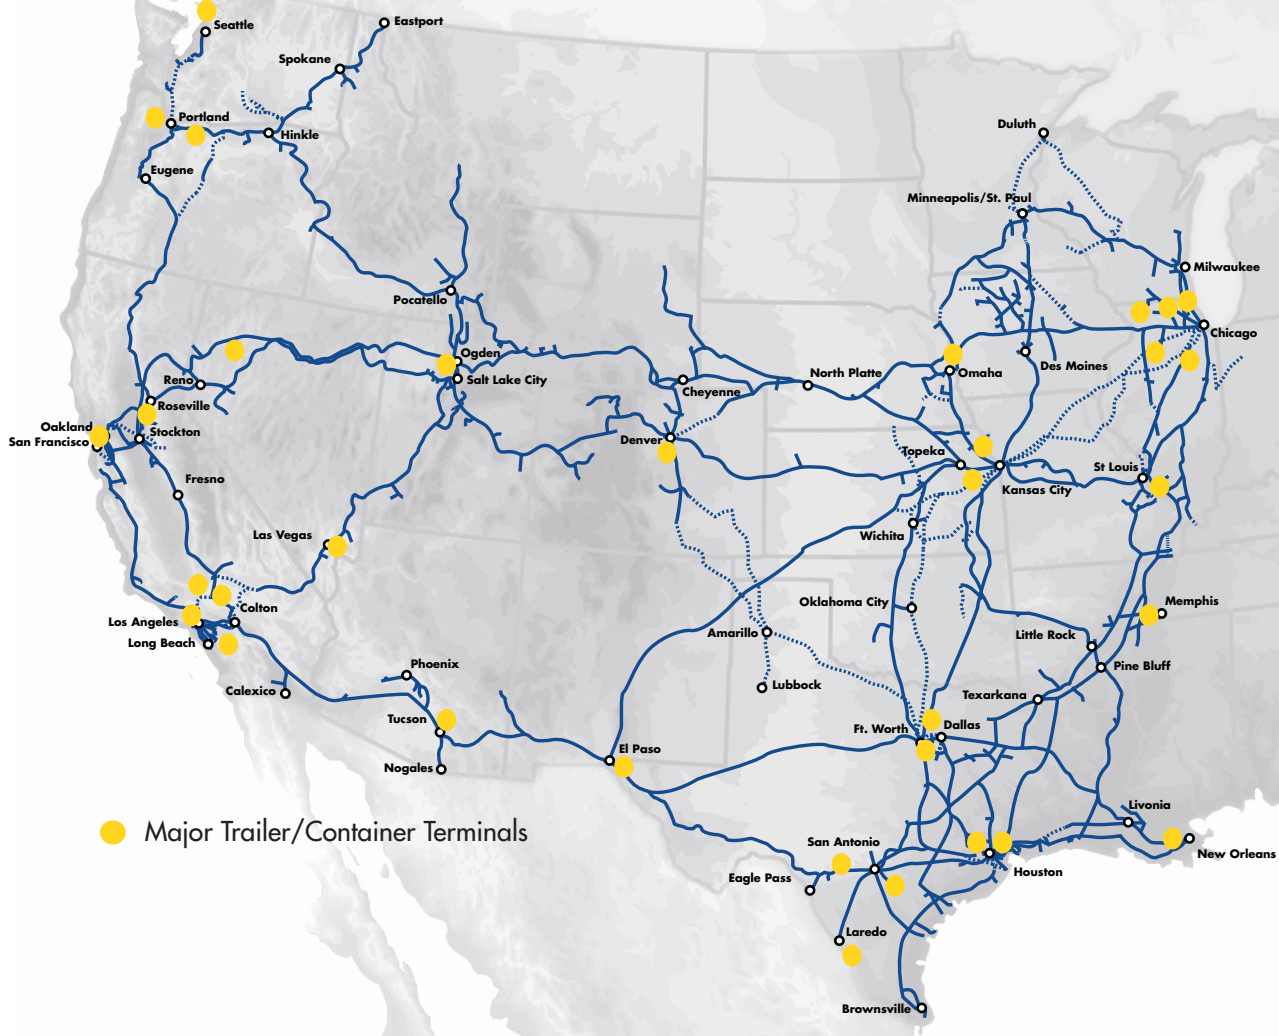 Eastport
Seattle
Spokane
Portland
Hinkle
Duluth
Eugene
Minneapolis/St. Paul
Milwaukee
Pocatello
Chicago
Ogden
Des Moines
Reno
Salt Lake City
North Platte
Omaha
Cheyenne
Roseville
Oakland
Stockton
San Francisco
Denver
Topeka
St Louis
Fresno
Kansas City
Las Vegas
Wichita
Oklahoma City
Memphis
Colton
Los Angeles
Amarillo
Little Rock
Long Beach
Phoenix
Pine Bluff
Calexico
Lubbock
Texarkana
Tucson
Ft. Worth
Dallas
El Paso
Nogales
Livonia
Major Trailer/Container Terminals
San Antonio
New Orleans
Houston
Eagle Pass
Laredo
Brownsville